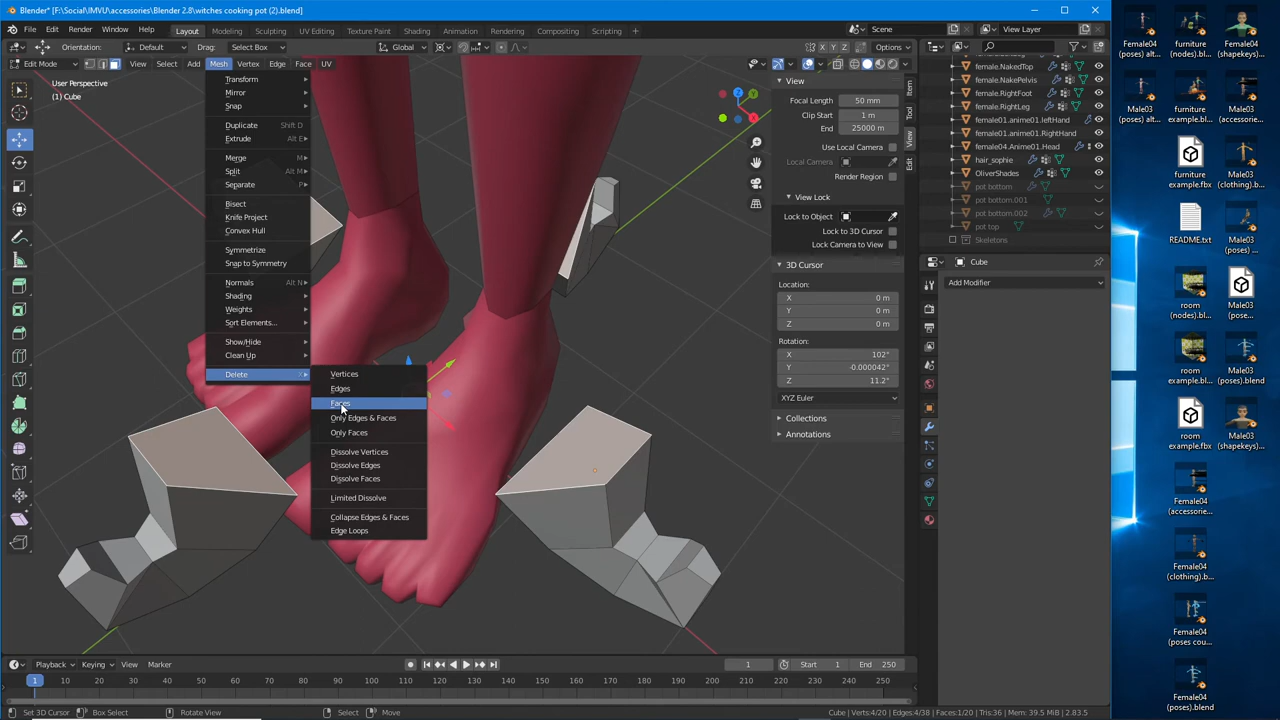 Blender* [F:\Social\IMVU\accessories\Blender 2.8\witches cooking pot (2).blend]
File Edit Render Window Help Layout Modeling Sculpting UV Editing Texture Paint Shading Animation Rendering Compositing Scripting + Scene View Layer
Orientation: Default Drag: Select Box Global X Y Z Options
Edit Mode View Select Add Mesh Vertex Edge Face UV
User Perspective
(1) Cube
Transform
Mirror
Snap
Duplicate Shift D
Extrude Alt E
Merge M
Split Alt M
Separate P
Bisect
Knife Project
Convex Hull
Symmetrize
Snap to Symmetry
Normals Alt N
Shading
Weights
Sort Elements...
Show/Hide
Clean Up
Delete
Vertices
Edges
Faces
Only Edges & Faces
Only Faces
Dissolve Vertices
Dissolve Edges
Dissolve Faces
Limited Dissolve
Collapse Edges & Faces
Edge Loops
Z
Y
X
View
Focal Length 50 mm
Clip Start 1 m
End 25000 m
Use Local Camera
Local Camera
Render Region
View Lock
Lock to Object
Lock to 3D Cursor
Lock Camera to View
3D Cursor
Location:
X 0 m
Y 0 m
Z 0 m
Rotation:
X 102°
Y -0.000042°
Z 11.2°
XYZ Euler
Collections
Annotations
Item
Tool
View
Edit
female.NakedTop
female.NakePelvis
female.RightFoot
female.RightLeg
female01.anime01.leftHand
female01.anime01.RightHand
female04.Anime01.Head
hair_sophie
OliverShades
pot bottom
pot bottom.001
pot bottom.002
pot top
Skeletons
Cube
Add Modifier
Playback Keying View Marker 1 Start 1 End 250
1 10 20 30 40 50 60 70 80 90 100 110 120 130 140 150 160 170 180 190 200 210 220 230 240 250
Set 3D Cursor Box Select Rotate View Select Move Cube | Verts:4/20 | Edges:4/38 | Faces:1/20 | Tris:36 | Mem: 39.5 MiB | 2.83.5
Female04
(poses) alt...
furniture
(nodes).bl...
Female04
(shapekeys)...
Male03
(poses) alt...
furniture
example.bl...
Male03
(accessorie...
furniture
example.fbx
Male03
(clothing).b...
README.txt
Male03
(poses).ble...
room
(nodes).bl...
Male03
(pose...
room
example.bl...
Male03
(poses).blend
room
example.fbx
Male03
(shapekeys)...
Female04
(accessorie...
Female04
(clothing).b...
Female04
(poses cou...
Female04
(poses).blend